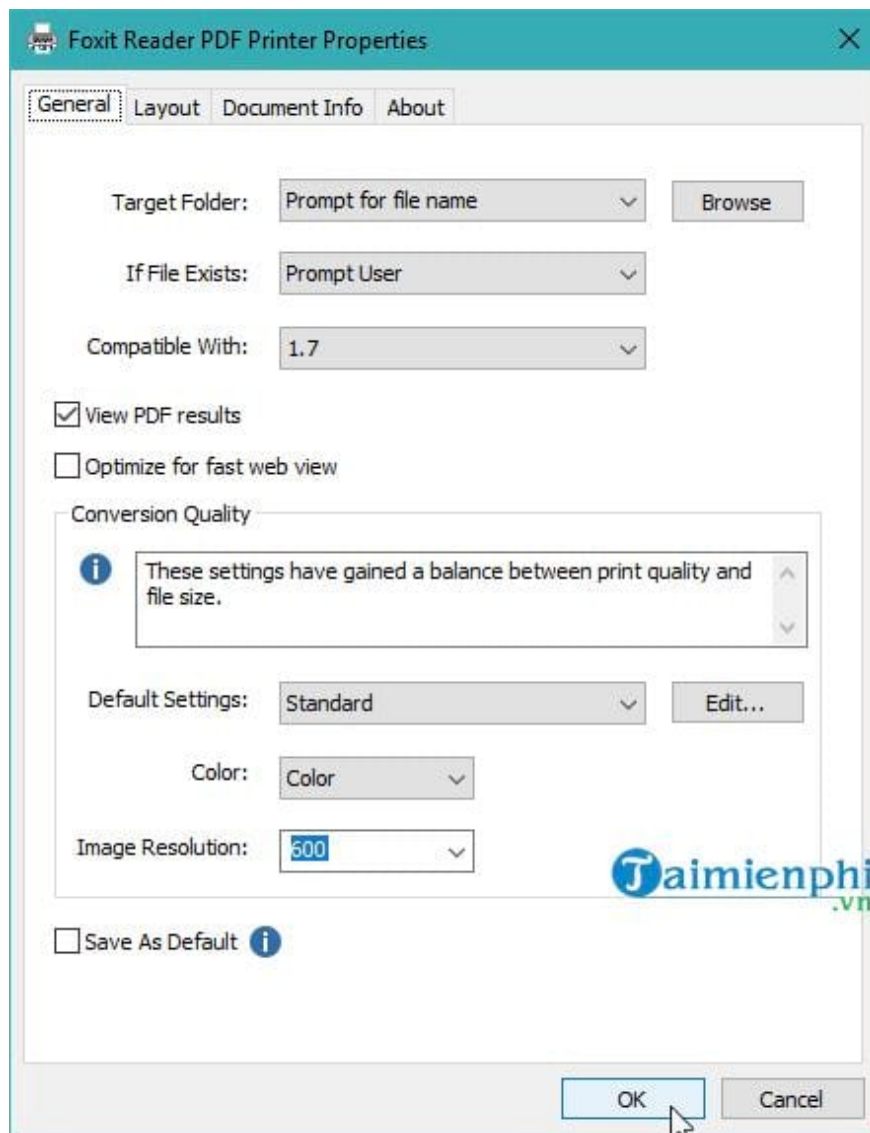 Foxit Reader PDF Printer Properties
General Layout Document Info About
Target Folder: Prompt for file name Browse
If File Exists: Prompt User
Compatible With: 1.7
View PDF results
Optimize for fast web view
Conversion Quality
These settings have gained a balance between print quality and
file size.
Default Settings: Standard Edit...
Color: Color
Image Resolution: 600
Taimienphi
.vn
Save As Default
OK Cancel